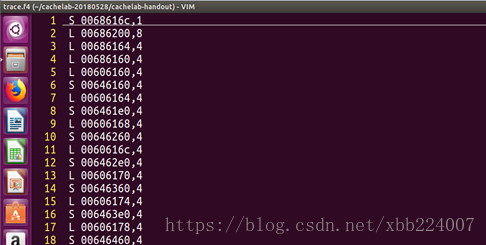 trace.f4 (~/cachelab-20180528/cachelab-handout) - VIM
1 S 0068616c,1
2 L 00686200,8
3 L 00686164,4
4 L 00686160,4
5 L 00606160,4
6 S 00646160,4
7 L 00606164,4
8 S 006461e0,4
9 L 00606168,4
10 S 00646260,4
11 L 0060616c,4
12 S 006462e0,4
13 L 00606170,4
14 S 00646360,4
15 L 00606174,4
16 S 006463e0,4
17 L 00606178,4
18 S 00646460,4
https://blog.csdn.net/xbb224007